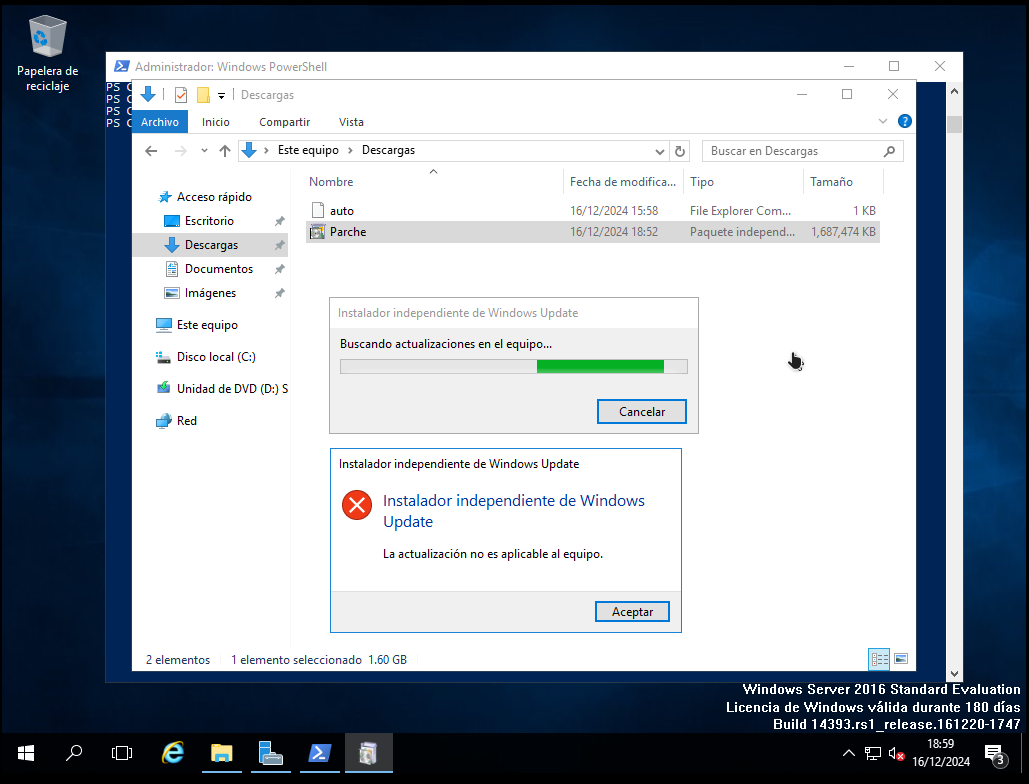 Papelera de
reciclaje
Administrador: Windows PowerShell
PS C
PS C
PS C
PS C
Descargas
Archivo Inicio Compartir Vista
Este equipo Descargas
Buscar en Descargas
Nombre Fecha de modifica... Tipo Tamaño
auto 16/12/2024 15:58 File Explorer Com... 1 KB
Parche 16/12/2024 18:52 Paquete independ... 1,687,474 KB
Acceso rápido
Escritorio
Descargas
Documentos
Imágenes
Este equipo
Disco local (C:)
Unidad de DVD (D:) S
Red
Instalador independiente de Windows Update
Buscando actualizaciones en el equipo...
Cancelar
Instalador independiente de Windows Update
Instalador independiente de Windows
Update
La actualización no es aplicable al equipo.
Aceptar
2 elementos 1 elemento seleccionado 1.60 GB
Windows Server 2016 Standard Evaluation
Licencia de Windows válida durante 180 días
Build 14393.rs1_release.161220-1747
18:59
16/12/2024
3